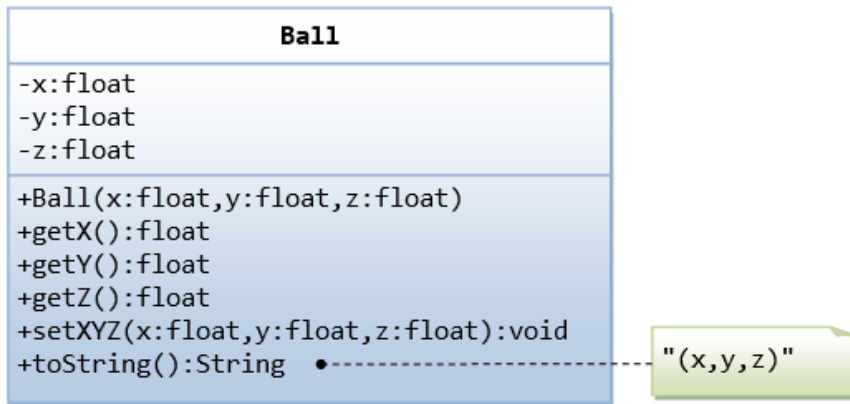 Ball
-x:float
-y:float
-z:float
+Ball(x:float,y:float,z:float)
+getX():float
+getY():float
+getZ():float
+setXYZ(x:float,y:float,z:float):void
+toString():String
"(x,y,z)"